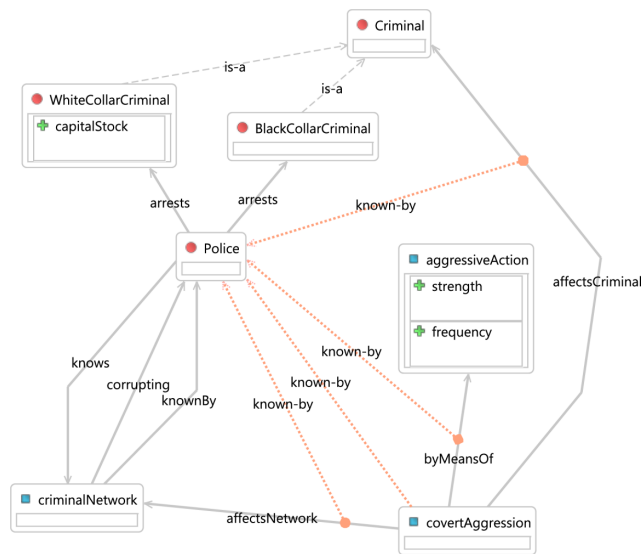 Criminal
is-a
is-a
WhiteCollarCriminal
capitalStock
BlackCollarCriminal
arrests
arrests
known-by
Police
aggressiveAction
strength
frequency
affectsCriminal
knows
corrupting
knownBy
known-by
known-by
known-by
byMeansOf
criminalNetwork
affectsNetwork
covertAggression